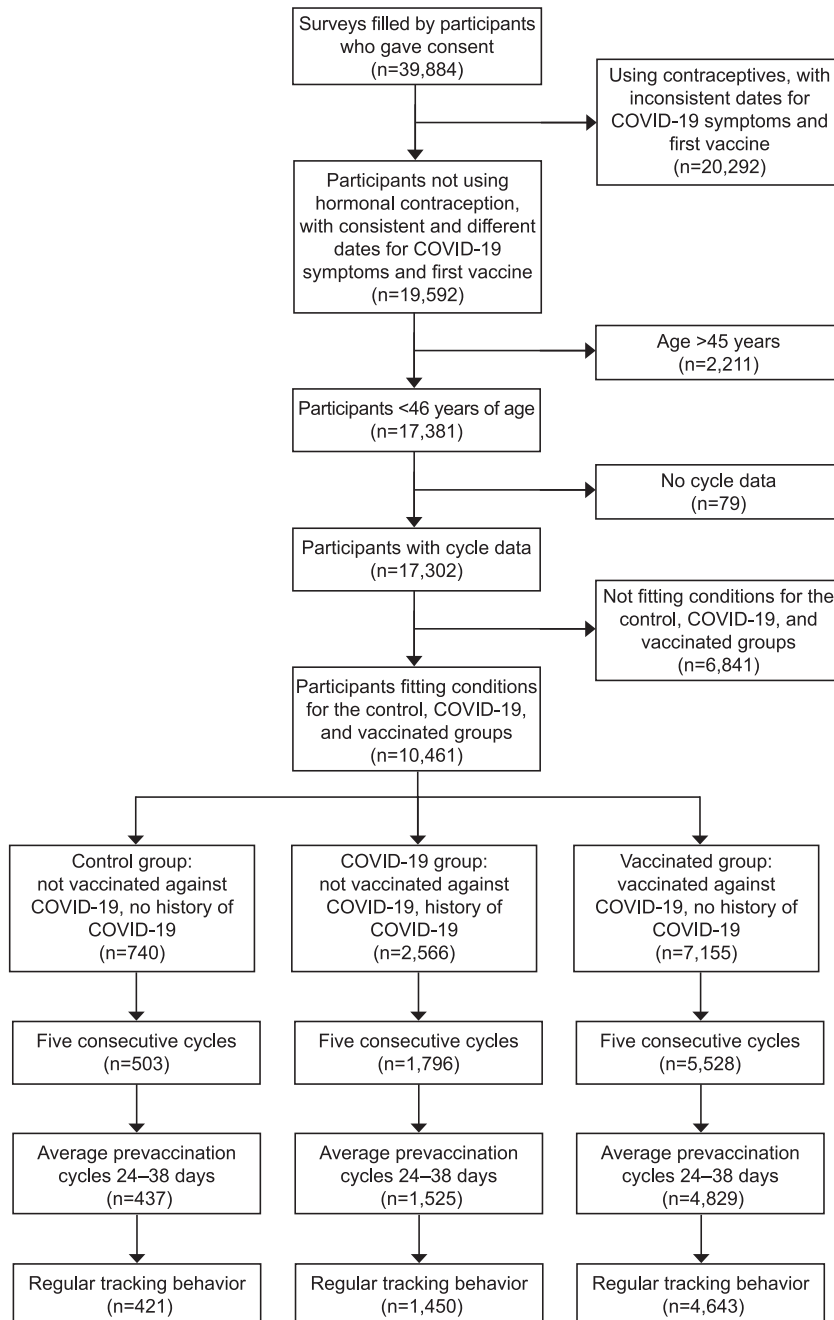 Surveys filled by participants
who gave consent
(n=39,884)
Using contraceptives, with
inconsistent dates for
COVID-19 symptoms and
first vaccine
(n=20,292)
Participants not using
hormonal contraception,
with consistent and different
dates for COVID-19
symptoms and first vaccine
(n=19,592)
Age >45 years
(n=2,211)
Participants <46 years of age
(n=17,381)
No cycle data
(n=79)
Participants with cycle data
(n=17,302)
Not fitting conditions for the
control, COVID-19, and
vaccinated groups
(n=6,841)
Participants fitting conditions
for the control, COVID-19,
and vaccinated groups
(n=10,461)
Control group:
not vaccinated against
COVID-19, no history of
COVID-19
(n=740)
COVID-19 group:
not vaccinated against
COVID-19, history of
COVID-19
(n=2,566)
Vaccinated group:
vaccinated against
COVID-19, no history of
COVID-19
(n=7,155)
Five consecutive cycles
(n=503)
Five consecutive cycles
(n=1,796)
Five consecutive cycles
(n=5,528)
Average prevaccination
cycles 24–38 days
(n=437)
Average prevaccination
cycles 24–38 days
(n=1,525)
Average prevaccination
cycles 24–38 days
(n=4,829)
Regular tracking behavior
(n=421)
Regular tracking behavior
(n=1,450)
Regular tracking behavior
(n=4,643)